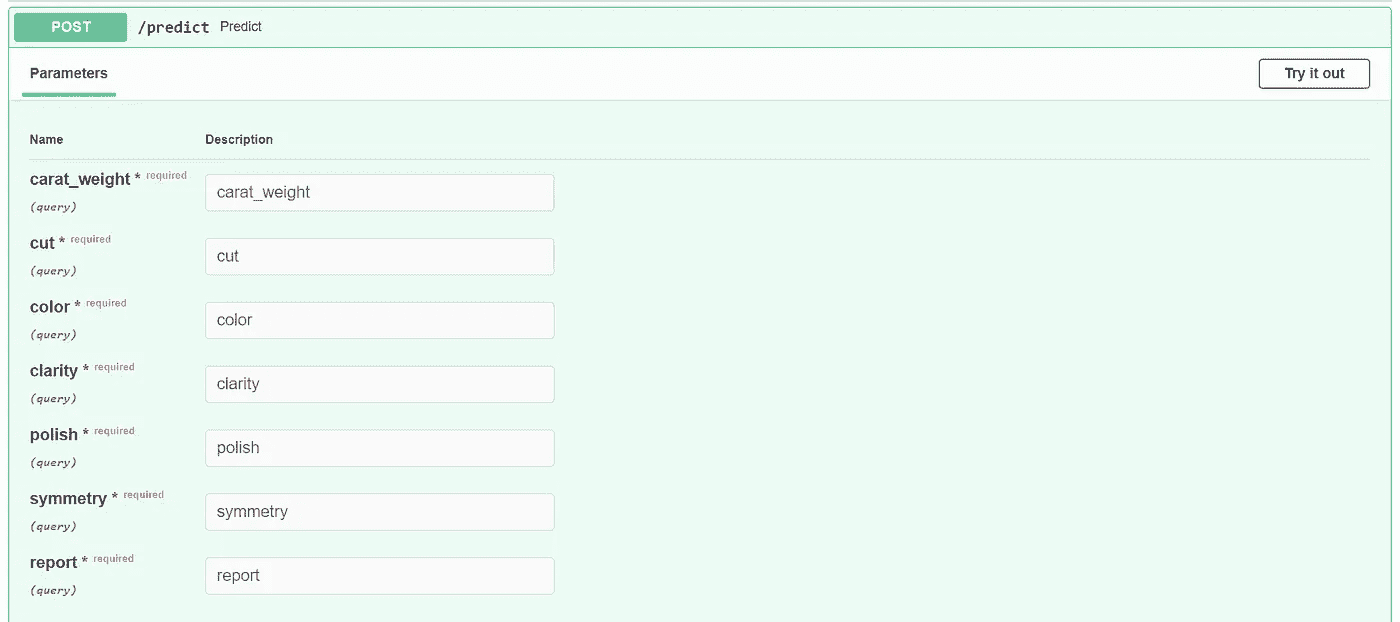 POST /predict Predict
Parameters
Try it out
Name Description
carat_weight * required
carat_weight
(query)
cut * required
cut
(query)
color * required
color
(query)
clarity * required
clarity
(query)
polish * required
polish
(query)
symmetry * required
symmetry
(query)
report * required
report
(query)